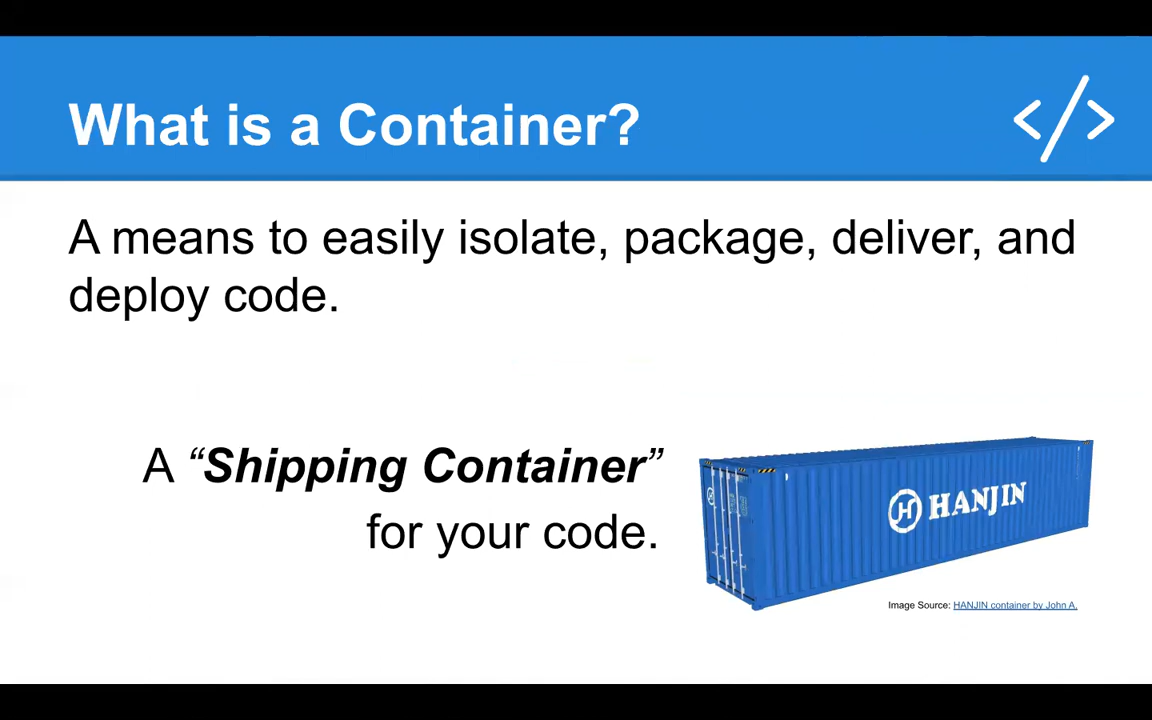 What is a Container?
</>
A means to easily isolate, package, deliver, and
deploy code.
A “Shipping Container”
for your code.
H HANJIN
Image Source: HANJIN container by John A.